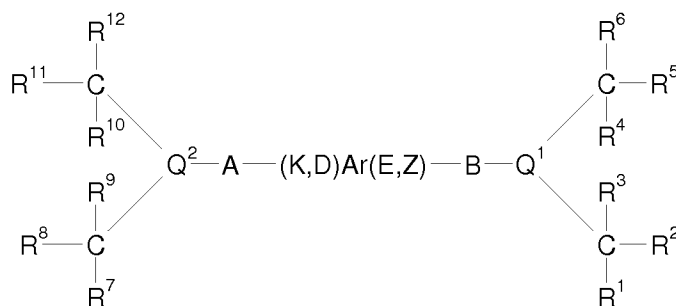 R¹² R⁶
R¹¹ C C R⁵
R¹⁰ R⁴
Q² A (K,D)Ar(E,Z) B Q¹
R⁹ R³
R⁸ C C R²
R⁷ R¹